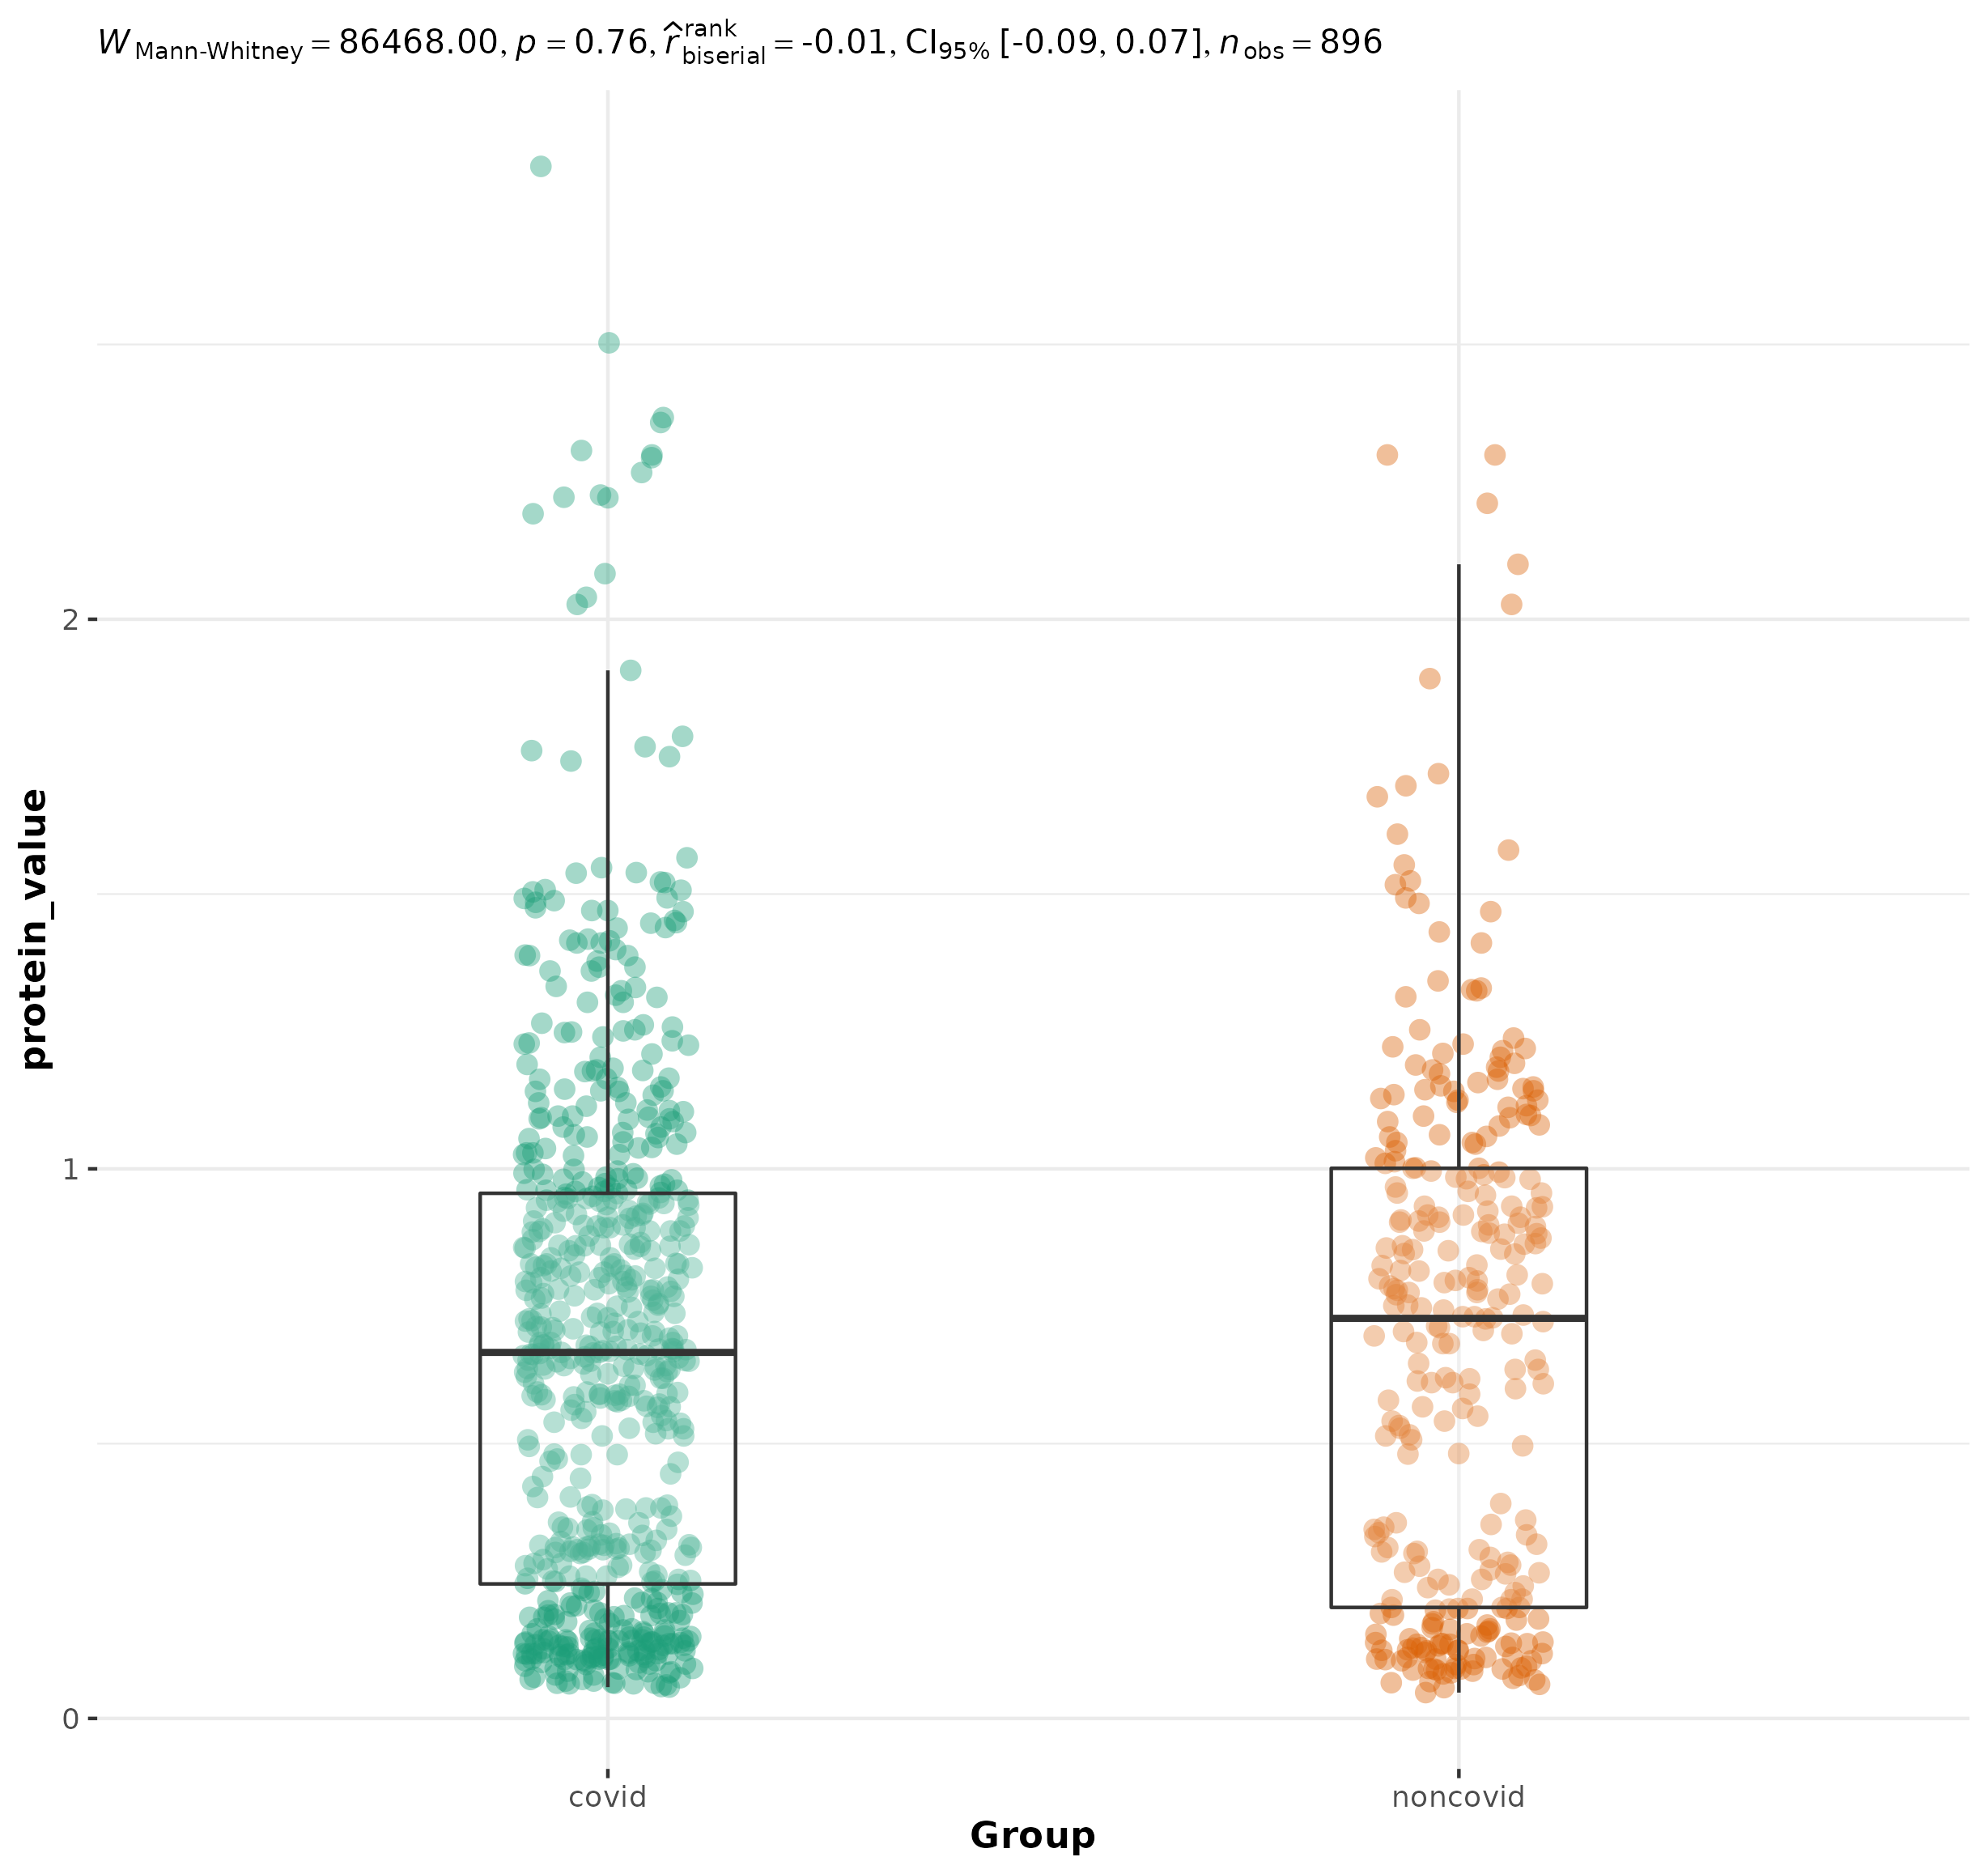 W Mann-Whitney = 86468.00, p = 0.76, r̂ rank biserial = -0.01, CI95% [-0.09, 0.07], n obs = 896
protein_value
2
1
0
covid noncovid
Group